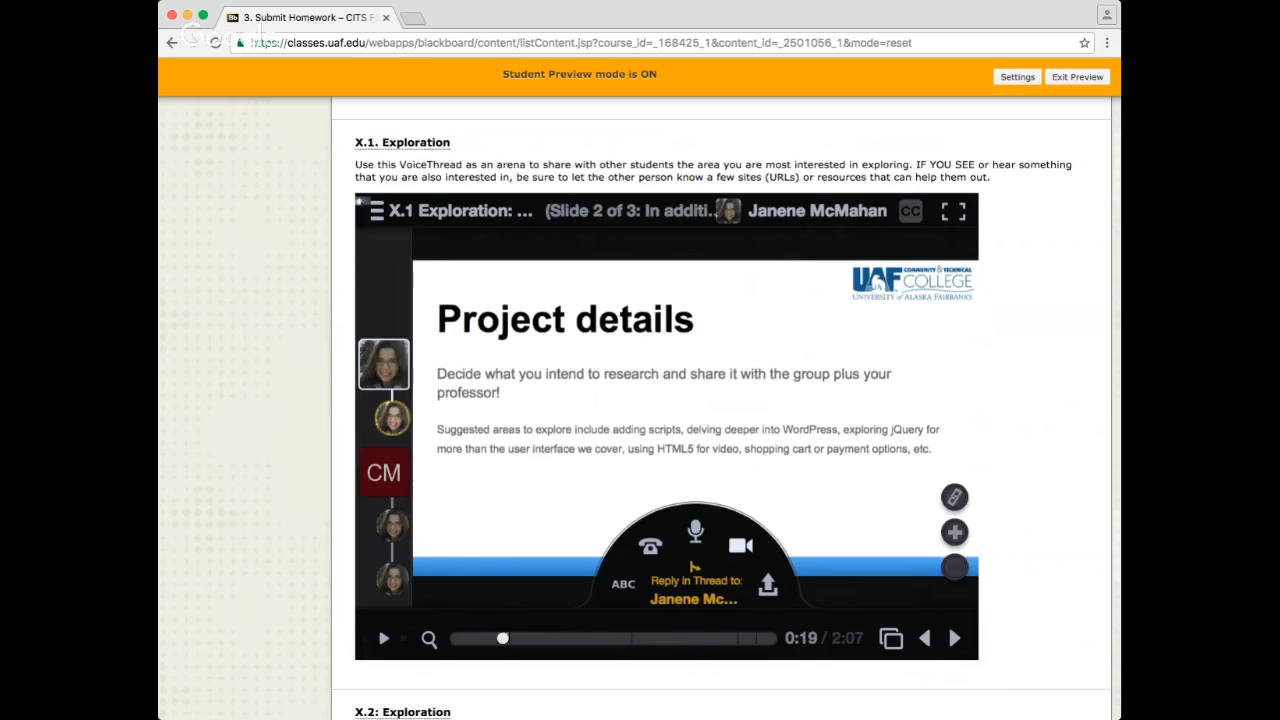 3. Submit Homework – CITS F2
https://classes.uaf.edu/webapps/blackboard/content/listContent.jsp?course_id=_168425_1&content_id=_2501056_1&mode=reset
Student Preview mode is ON
Settings
Exit Preview
X.1. Exploration
Use this VoiceThread as an arena to share with other students the area you are most interested in exploring. IF YOU SEE or hear something
that you are also interested in, be sure to let the other person know a few sites (URLs) or resources that can help them out.
X.1 Exploration: ... (Slide 2 of 3: In additi... Janene McMahan CC
UAF COMMUNITY & TECHNICAL
COLLEGE
UNIVERSITY OF ALASKA FAIRBANKS
Project details
Decide what you intend to research and share it with the group plus your
professor!
Suggested areas to explore include adding scripts, delving deeper into WordPress, exploring jQuery for
more than the user interface we cover, using HTML5 for video, shopping cart or payment options, etc.
CM
ABC
Reply in Thread to:
Janene Mc...
0:19 / 2:07
X.2: Exploration